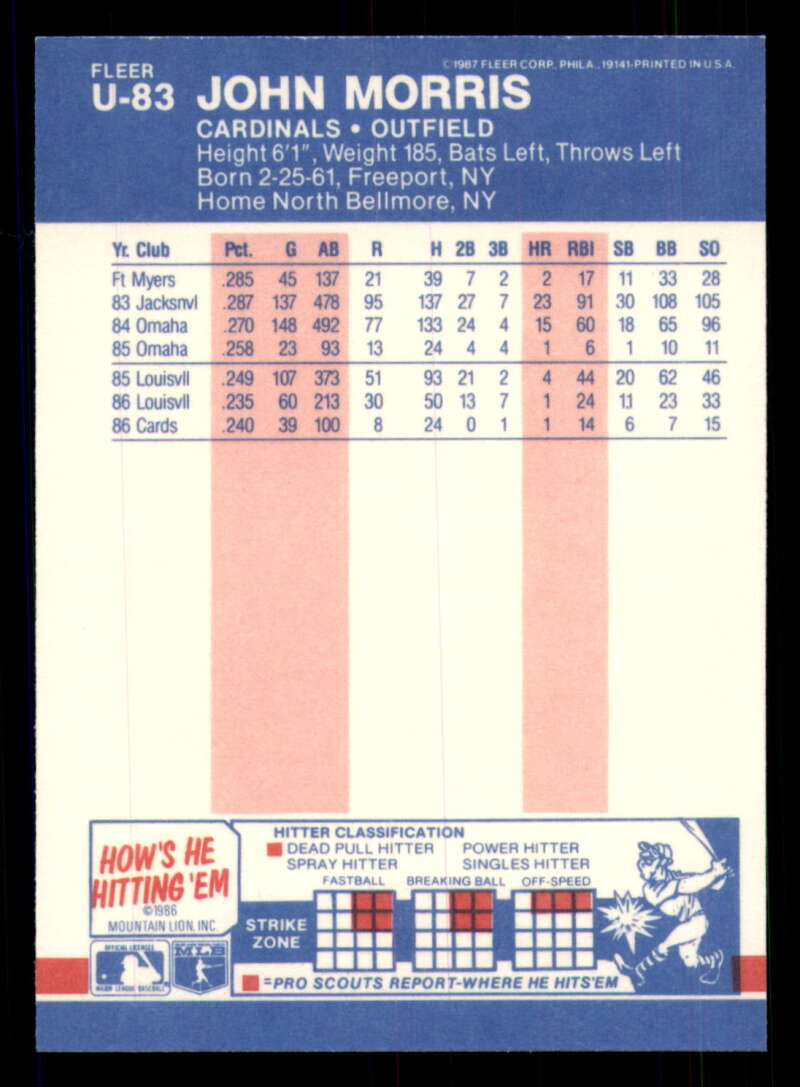 FLEER
©1987 FLEER CORP. PHILA., 19141-PRINTED IN U.S.A.
U-83 JOHN MORRIS
CARDINALS • OUTFIELD
Height 6'1", Weight 185, Bats Left, Throws Left
Born 2-25-61, Freeport, NY
Home North Bellmore, NY
Yr. Club Pct. G AB R H 2B 3B HR RBI SB BB SO
Ft Myers .285 45 137 21 39 7 2 2 17 11 33 28
83 Jacksnvl .287 137 478 95 137 27 7 23 91 30 108 105
84 Omaha .270 148 492 77 133 24 4 15 60 18 65 96
85 Omaha .258 23 93 13 24 4 4 1 6 1 10 11
85 Louisvll .249 107 373 51 93 21 2 4 44 20 62 46
86 Louisvll .235 60 213 30 50 13 7 1 24 11 23 33
86 Cards .240 39 100 8 24 0 1 1 14 6 7 15
HOW'S HE
HITTING 'EM
©1986
MOUNTAIN LION, INC.
OFFICIAL LICENSEE
MAJOR LEAGUE BASEBALL
MLB
HITTER CLASSIFICATION
DEAD PULL HITTER POWER HITTER
SPRAY HITTER SINGLES HITTER
FASTBALL BREAKING BALL OFF-SPEED
STRIKE
ZONE
=PRO SCOUTS REPORT-WHERE HE HITS'EM